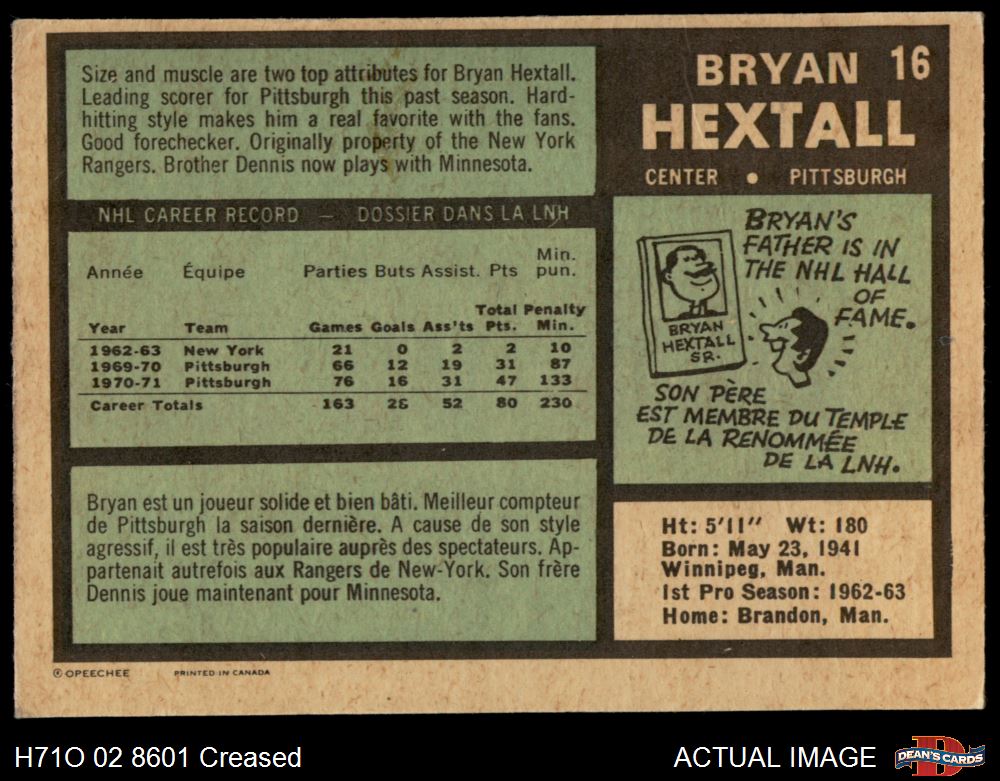 BRYAN 16
HEXTALL
CENTER • PITTSBURGH
Size and muscle are two top attributes for Bryan Hextall.
Leading scorer for Pittsburgh this past season. Hard-
hitting style makes him a real favorite with the fans.
Good forechecker. Originally property of the New York
Rangers. Brother Dennis now plays with Minnesota.
NHL CAREER RECORD — DOSSIER DANS LA LNH
Année Équipe Parties Buts Assist. Pts Min. pun.
Year Team Games Goals Ass'ts Total Pts. Penalty Min.
1962-63 New York 21 0 2 2 10
1969-70 Pittsburgh 66 12 19 31 87
1970-71 Pittsburgh 76 16 31 47 133
Career Totals 163 28 52 80 230
Bryan est un joueur solide et bien bâti. Meilleur compteur
de Pittsburgh la saison dernière. A cause de son style
agressif, il est très populaire auprès des spectateurs. Ap-
partenait autrefois aux Rangers de New-York. Son frère
Dennis joue maintenant pour Minnesota.
BRYAN'S
FATHER IS IN
THE NHL HALL
OF
FAME.
BRYAN
HEXTALL
SR.
SON PÈRE
EST MEMBRE DU TEMPLE
DE LA RENOMMÉE
DE LA LNH.
Ht: 5'11" Wt: 180
Born: May 23, 1941
Winnipeg, Man.
1st Pro Season: 1962-63
Home: Brandon, Man.
© OPEECHEE PRINTED IN CANADA
H71O 02 8601 Creased
ACTUAL IMAGE
D
DEAN'S CARDS